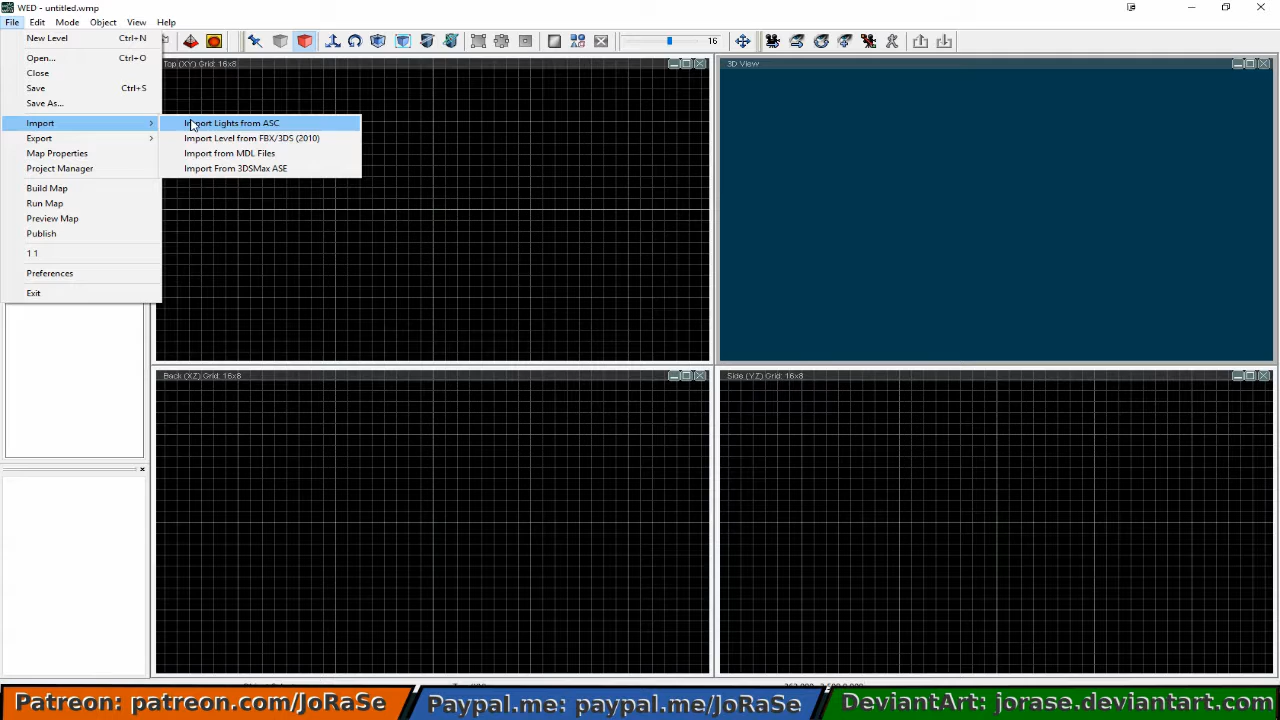 WED - untitled.wmp
File Edit Mode Object View Help
16
New Level Ctrl+N
Open... Ctrl+O
Close
Save Ctrl+S
Save As...
Import
Export
Map Properties
Project Manager
Build Map
Run Map
Preview Map
Publish
1 1
Preferences
Exit
Import Lights from ASC
Import Level from FBX/3DS (2010)
Import from MDL Files
Import From 3DSMax ASE
Top (XY) Grid: 16x8
3D View
Back (XZ) Grid: 16x8
Side (YZ) Grid: 16x8
Patreon: patreon.com/JoRaSe
Paypal.me: paypal.me/JoRaSe
DeviantArt: jorase.deviantart.com